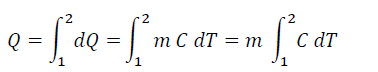 Q = ∫₁² dQ = ∫₁² m C dT = m ∫₁² C dT